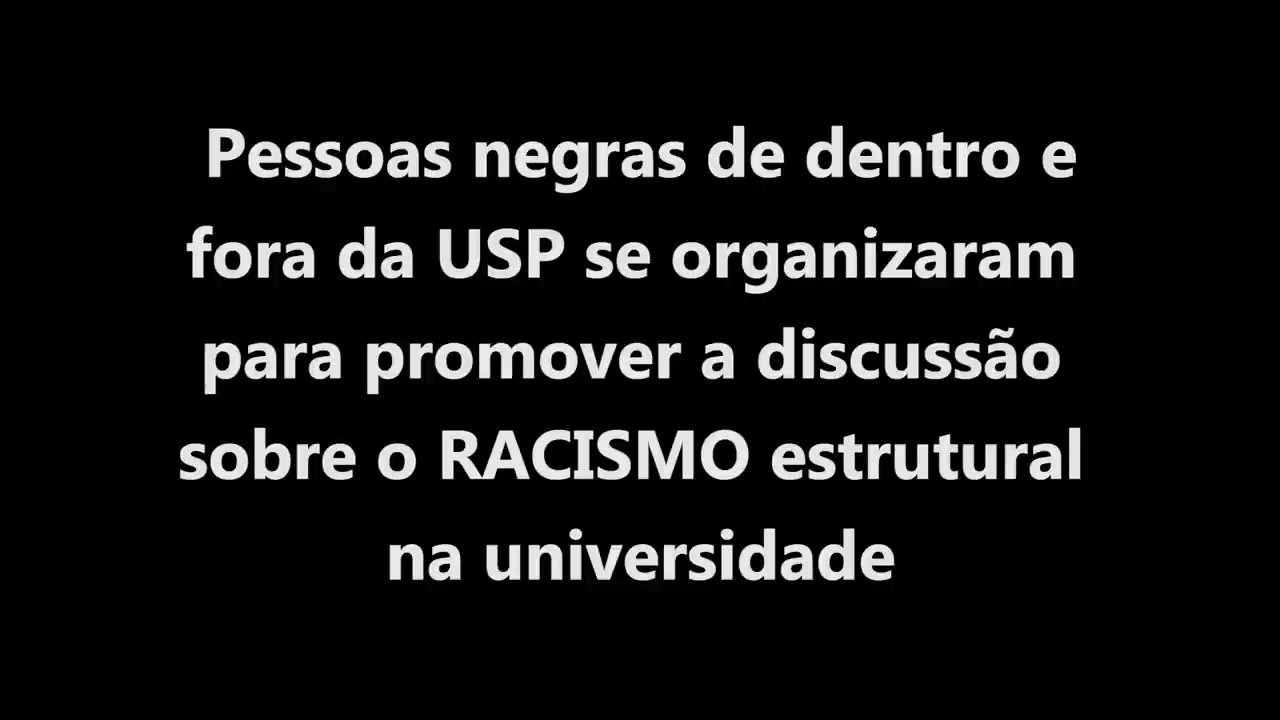 Pessoas negras de dentro e
fora da USP se organizaram
para promover a discussão
sobre o RACISMO estrutural
na universidade